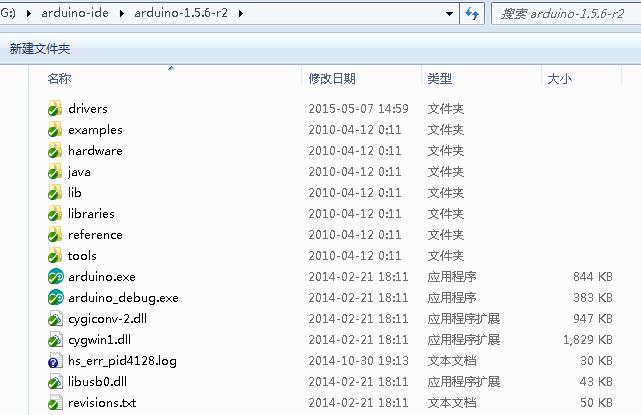 G:) ▸ arduino-ide ▸ arduino-1.5.6-r2 ▸ 搜索 arduino-1.5.6-r2
新建文件夹
名称 修改日期 类型 大小
drivers 2015-05-07 14:59 文件夹
examples 2010-04-12 0:11 文件夹
hardware 2010-04-12 0:11 文件夹
java 2010-04-12 0:11 文件夹
lib 2010-04-12 0:11 文件夹
libraries 2010-04-12 0:11 文件夹
reference 2010-04-12 0:11 文件夹
tools 2010-04-12 0:11 文件夹
arduino.exe 2014-02-21 18:11 应用程序 844 KB
arduino_debug.exe 2014-02-21 18:11 应用程序 383 KB
cygiconv-2.dll 2014-02-21 18:11 应用程序扩展 947 KB
cygwin1.dll 2014-02-21 18:11 应用程序扩展 1,829 KB
hs_err_pid4128.log 2014-10-30 19:13 文本文档 30 KB
libusb0.dll 2014-02-21 18:11 应用程序扩展 43 KB
revisions.txt 2014-02-21 18:11 文本文档 50 KB